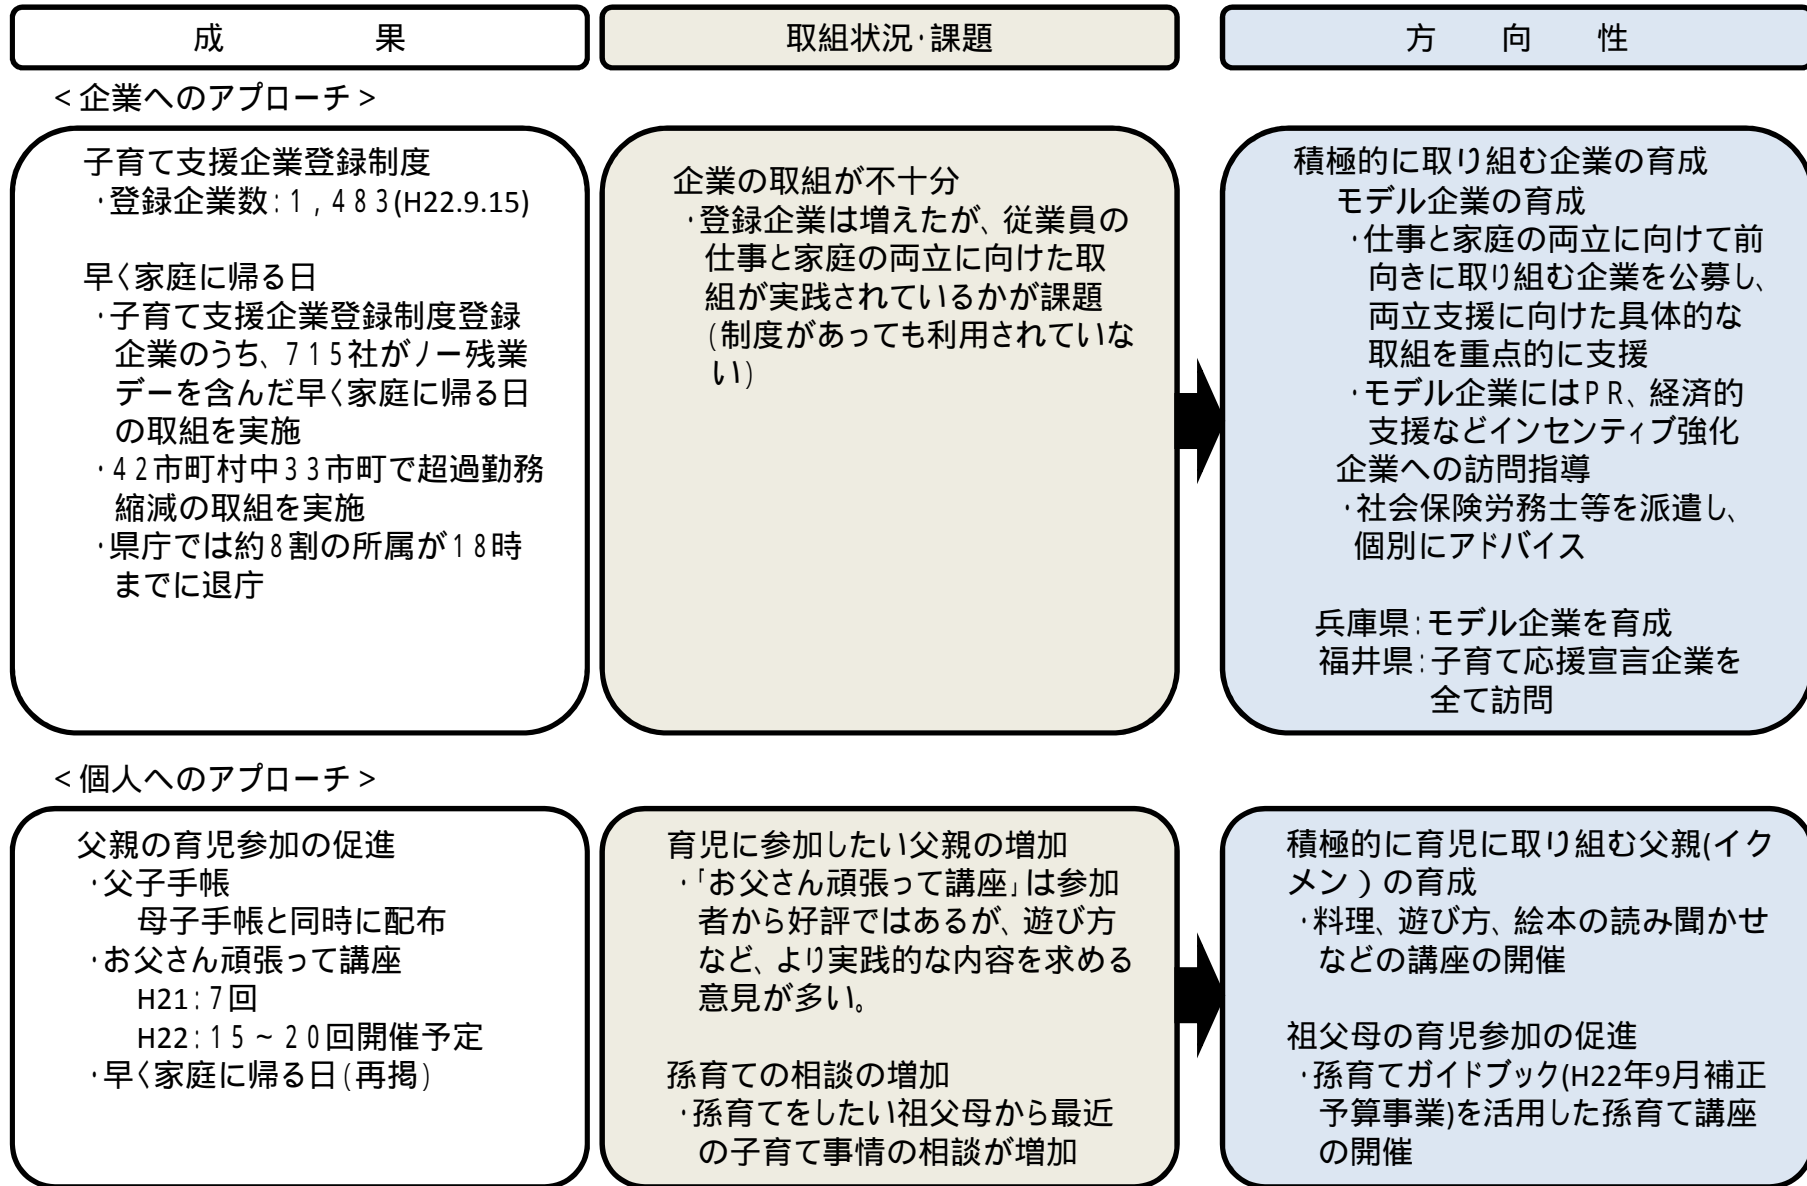 成　　果
取組状況・課題
方　向　性
＜企業へのアプローチ＞
子育て支援企業登録制度
・登録企業数：１，４８３(H22.9.15)
早く家庭に帰る日
・子育て支援企業登録制度登録
企業のうち、７１５社がノー残業
デーを含んだ早く家庭に帰る日
の取組を実施
・４２市町村中３３市町で超過勤務
縮減の取組を実施
・県庁では約８割の所属が１８時
までに退庁
企業の取組が不十分
・登録企業は増えたが、従業員の
仕事と家庭の両立に向けた取
組が実践されているかが課題
（制度があっても利用されていな
い）
積極的に取り組む企業の育成
モデル企業の育成
・仕事と家庭の両立に向けて前
向きに取り組む企業を公募し、
両立支援に向けた具体的な
取組を重点的に支援
・モデル企業にはＰＲ、経済的
支援などインセンティブ強化
企業への訪問指導
・社会保険労務士等を派遣し、
個別にアドバイス
兵庫県：モデル企業を育成
福井県：子育て応援宣言企業を
全て訪問
＜個人へのアプローチ＞
父親の育児参加の促進
・父子手帳
母子手帳と同時に配布
・お父さん頑張って講座
H21：７回
H22：１５～２０回開催予定
・早く家庭に帰る日（再掲）
育児に参加したい父親の増加
・「お父さん頑張って講座」は参加
者から好評ではあるが、遊び方
など、より実践的な内容を求める
意見が多い。
孫育ての相談の増加
・孫育てをしたい祖父母から最近
の子育て事情の相談が増加
積極的に育児に取り組む父親(イク
メン）の育成
・料理、遊び方、絵本の読み聞かせ
などの講座の開催
祖父母の育児参加の促進
・孫育てガイドブック(H22年9月補正
予算事業)を活用した孫育て講座
の開催